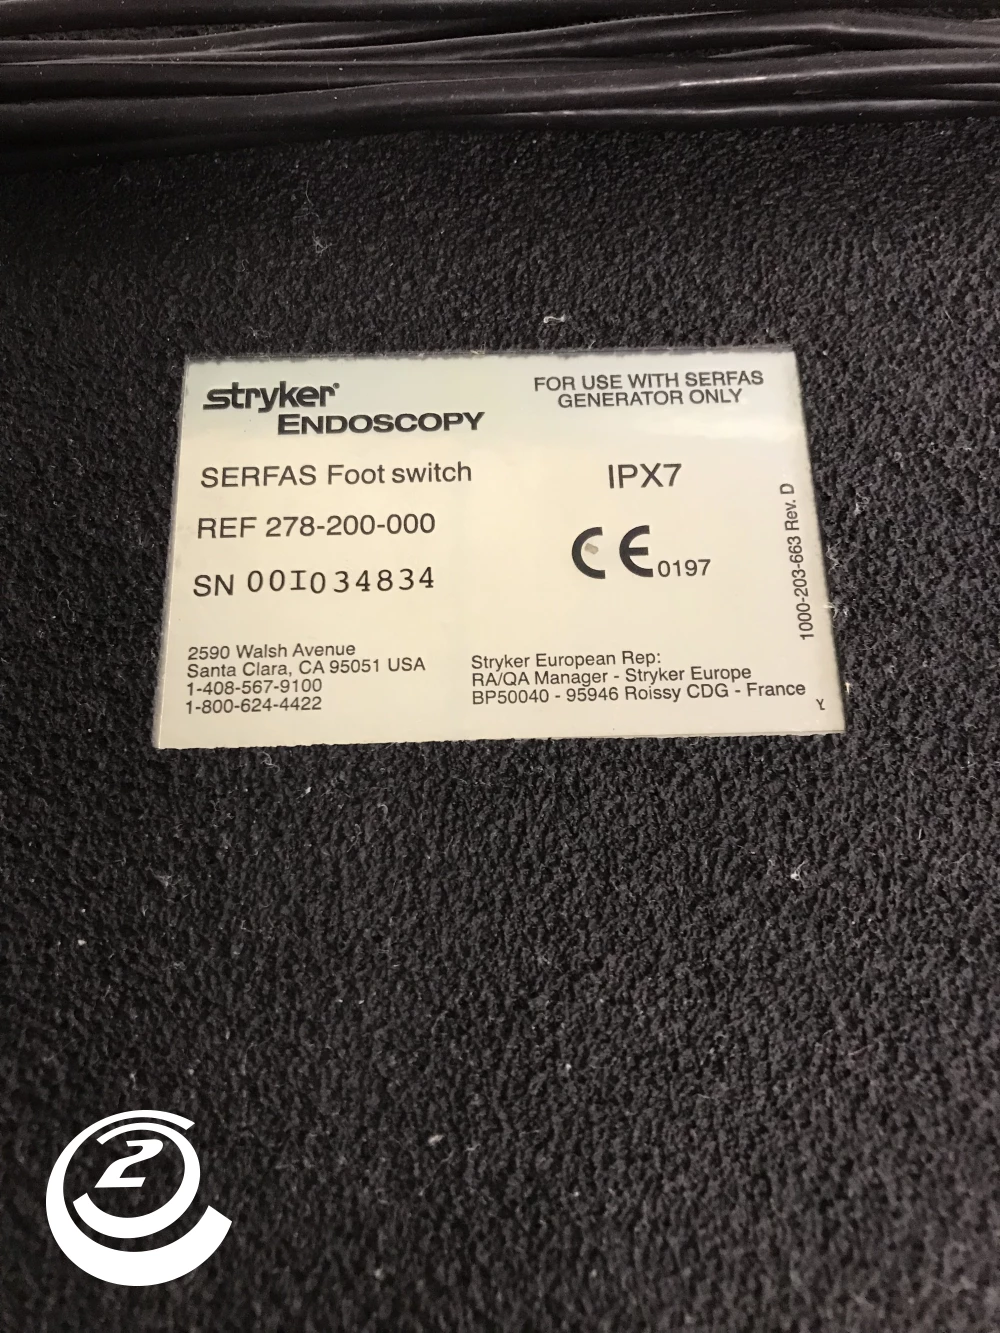 stryker®
ENDOSCOPY
FOR USE WITH SERFAS
GENERATOR ONLY
SERFAS Foot switch
IPX7
REF 278-200-000
CE 0197
SN 00I034834
1000-203-663 Rev. D
2590 Walsh Avenue
Santa Clara, CA 95051 USA
1-408-567-9100
1-800-624-4422
Stryker European Rep:
RA/QA Manager - Stryker Europe
BP50040 - 95946 Roissy CDG - France
Y
2